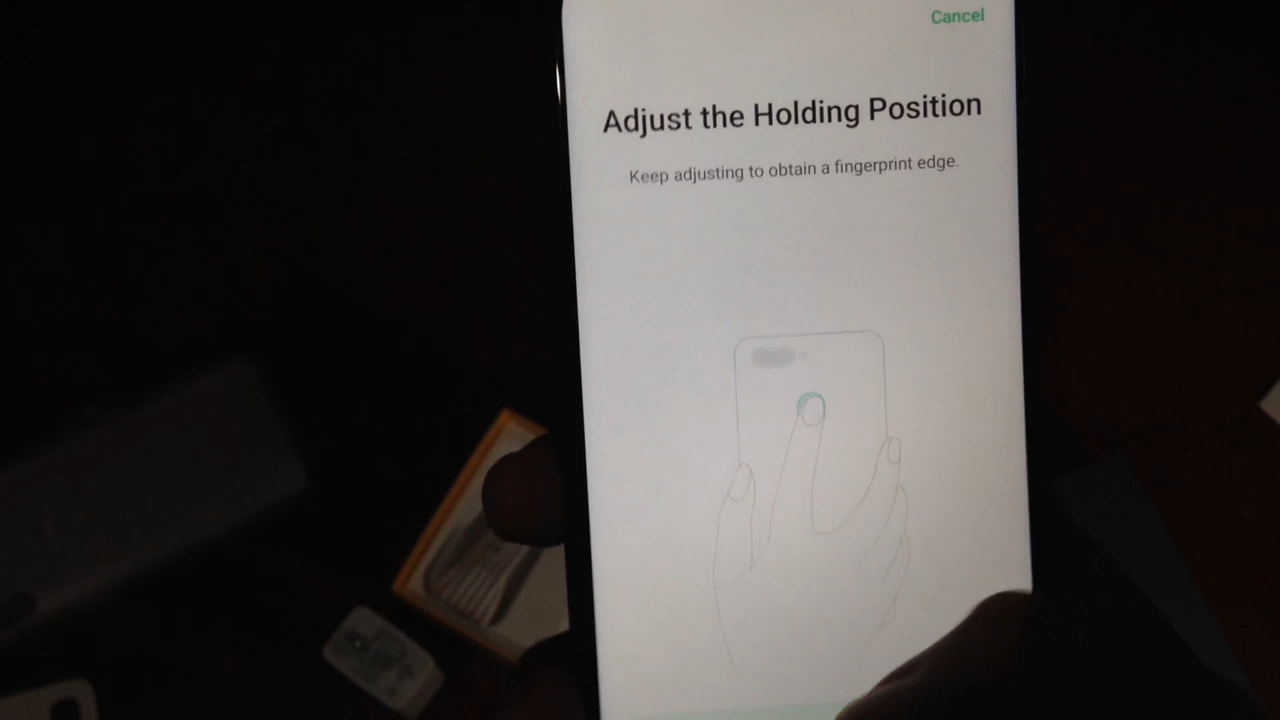 Cancel
Adjust the Holding Position
Keep adjusting to obtain a fingerprint edge.